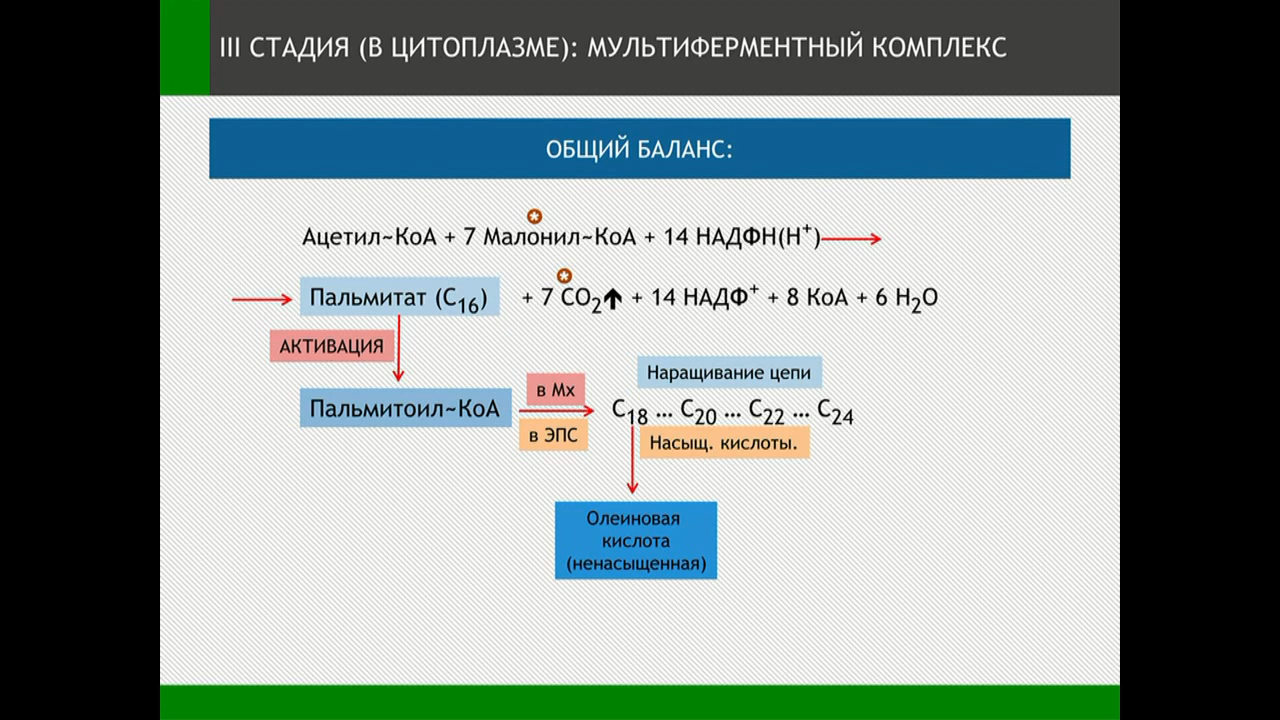 III СТАДИЯ (В ЦИТОПЛАЗМЕ): МУЛЬТИФЕРМЕНТНЫЙ КОМПЛЕКС
ОБЩИЙ БАЛАНС:
Ацетил~КоА + 7 Малонил~КоА + 14 НАДФН(Н⁺)
Пальмитат (С₁₆) + 7 СО₂🡅 + 14 НАДФ⁺ + 8 КоА + 6 Н₂О
АКТИВАЦИЯ
Наращивание цепи
в Мх
Пальмитоил~КоА
С₁₈ ... С₂₀ ... С₂₂ ... С₂₄
в ЭПС
Насыщ. кислоты.
Олеиновая
кислота
(ненасыщенная)